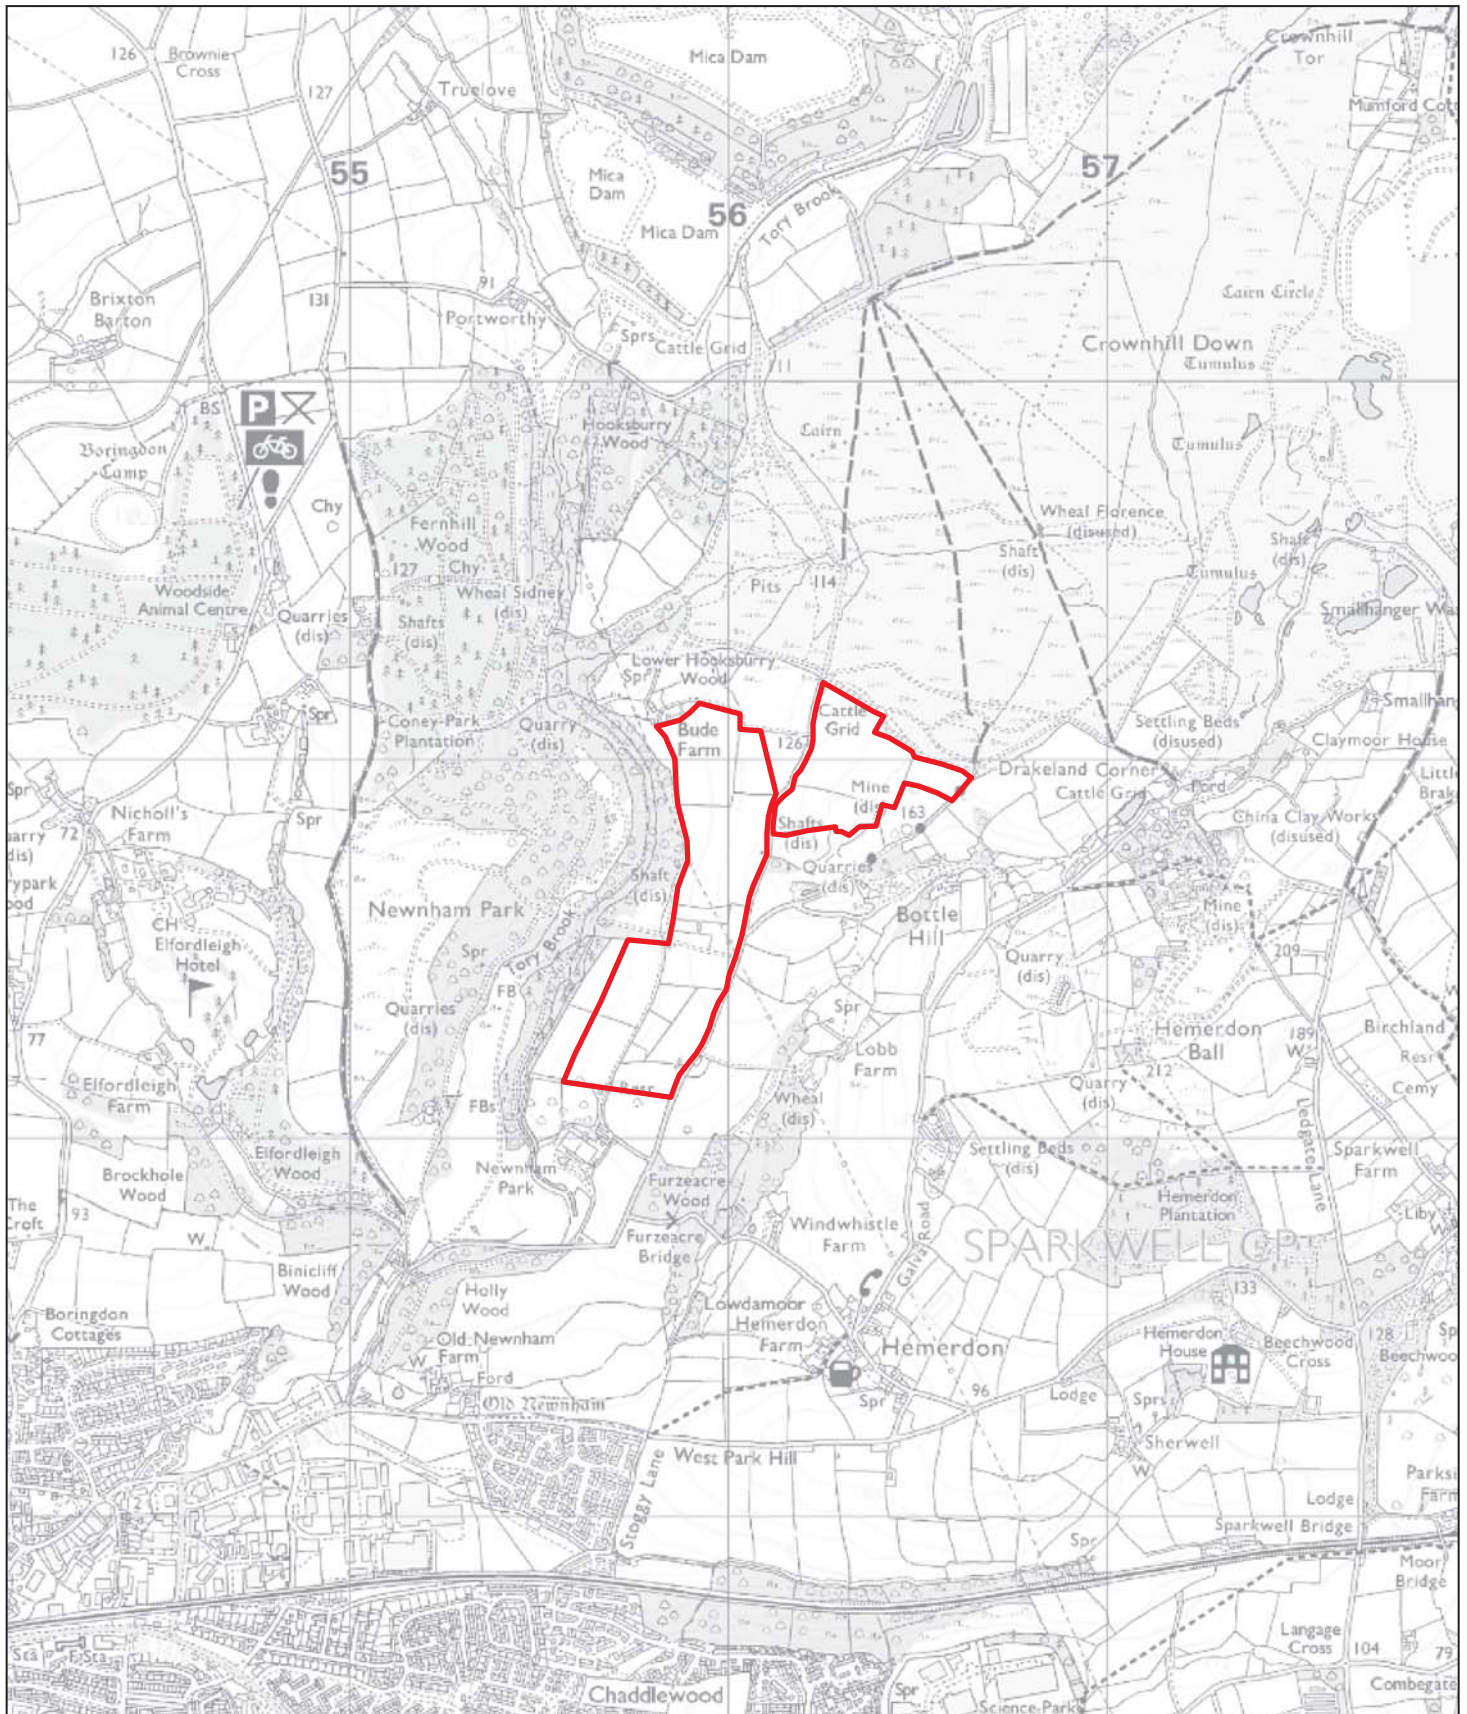 Mica Dam
Crownhill
Tor
126
Brownie
Cross
127
Truelove
Mumford
55
57
Mica
Dam
56
Tory Brook
Mica Dam
91
131
Brixton
Barton
Portworthy
Cairn Circle
Sprs
Cattle Grid
Crownhill Down
Tumulus
111
BS
P
Hooksbury
Wood
Cairn
Boringdon
Camp
Tumulus
Chy
Fernhill
Wood
Chy
Wheal Florence
(disused)
Shaft
(dis)
Shaft
(dis)
127
Pits
114
Tumulus
Woodside
Animal Centre
Wheal Sidney
(dis)
Quarries
(dis)
Shafts
(dis)
Smallhanger
Lower Hooksbury
Wood
Spr
Spr
Coney Park
Plantation
Quarry
(dis)
Bude
Farm
Cattle
Grid
126
Settling Beds
(disused)
Claymoor House
Drakeland Corner
Cattle Grid
Ford
Spr
Nicholl's
Farm
Spr
72
Mine
163
Shafts
(dis)
China Clay Works
(disused)
Quarries
(dis)
Shaft
(dis)
Newnham Park
Tory Brook
Bottle
Hill
Mine
(dis)
CH
Elfordleigh
Hotel
Spr
FB
Quarry
(dis)
209
Quarries
(dis)
Spr
77
Lobb
Farm
Hemerdon
Ball
189
W
Birchland
Resr
Cemy
Elfordleigh
Farm
FBs
Resr
Wheal
(dis)
Quarry
(dis)
212
Ledgate Lane
Elfordleigh
Wood
Brockhole
Wood
Newnham
Park
Furzeacre
Wood
Settling Beds
(dis)
Sparkwell
Farm
The
Croft
93
W
Hemerdon
Plantation
Furzeacre
Bridge
Windwhistle
Farm
Galva Road
SPARKWELL CP
Binicliff
Wood
Holly
Wood
133
Boringdon
Cottages
Lowdamoor
Hemerdon
Farm
Hemerdon
Hemerdon
House
Beechwood
Cross
128
Old Newnham
Farm
W
Ford
Old Newnham
Spr
96
Lodge
Sprs
Sherwell
W
Stoggy Lane
West Park Hill
Lodge
Sparkwell Bridge
Spr
Moor
Bridge
Langage
Cross
104
79
Sta
F Sta
Chaddlewood
Spr
Science Park
Combegate